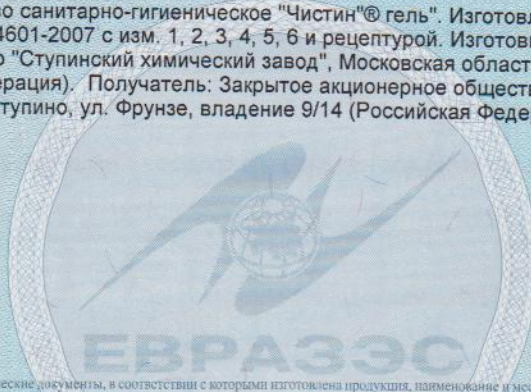 во санитарно-гигиеническое "Чистин"® гель". Изготовл
4601-2007 с изм. 1, 2, 3, 4, 5, 6 и рецептурой. Изготови
о "Ступинский химический завод", Московская област
ерация). Получатель: Закрытое акционерное обществ
тупино, ул. Фрунзе, владение 9/14 (Российская Феде
ЕВРАЗЭС
еские документы, в соответствии с которыми изготовлена продукция, наименование и ме